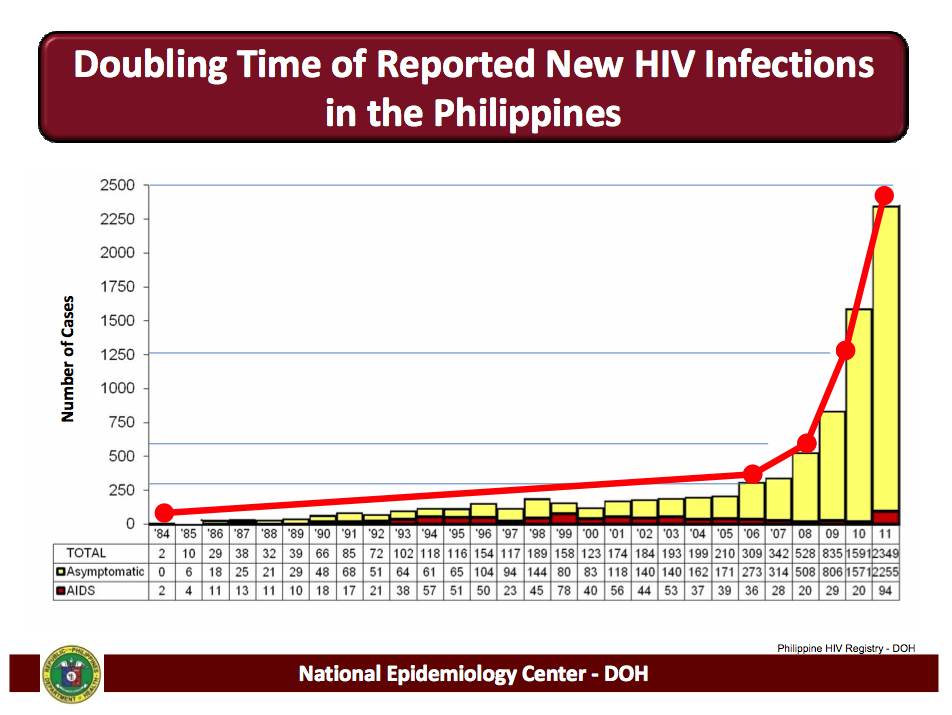 Doubling Time of Reported New HIV Infections
in the Philippines
Number of Cases
2500
2250
2000
1750
1500
1250
1000
750
500
250
0
'84 '85 '86 '87 '88 '89 '90 '91 '92 '93 '94 '95 '96 '97 '98 '99 '00 '01 '02 '03 '04 '05 '06 '07 08 09 10 11
TOTAL 2 10 29 38 32 39 66 85 72 102 118 116 154 117 189 158 123 174 184 193 199 210 309 342 528 835 1591 2349
Asymptomatic 0 6 18 25 21 29 48 68 51 64 61 65 104 94 144 80 83 118 140 140 162 171 273 314 508 806 1571 2255
AIDS 2 4 11 13 11 10 18 17 21 38 57 51 50 23 45 78 40 56 44 53 37 39 36 28 20 29 20 94
Philippine HIV Registry - DOH
REPUBLIC PHILIPPINES
DEPARTMENT OF HEALTH
National Epidemiology Center - DOH